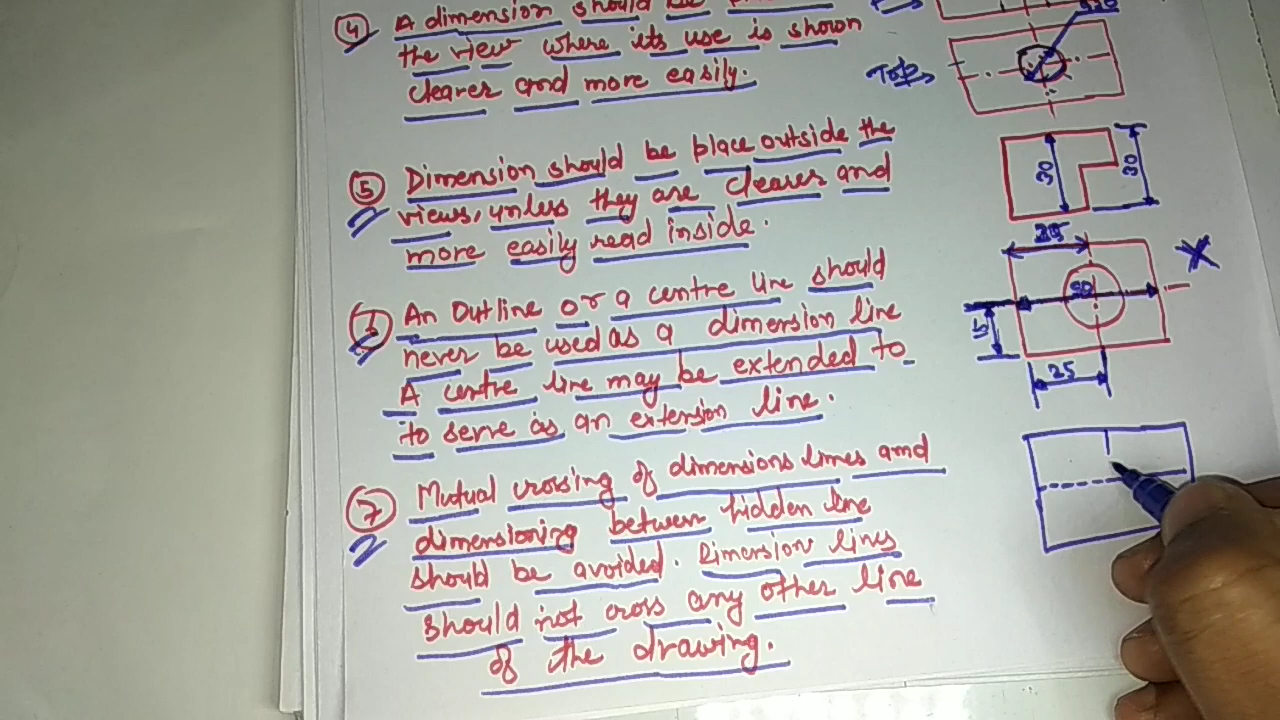 ④ A dimension should be
the view where its use is shown
clearer and more easily.
Top
⑤ Dimension should be place outside the
views, unless they are clearer and
more easily read inside.
30
30
An Outline or a centre line should
never be used as a dimension line
A centre line may be extended to
to serve as an extension line.
25
50
15
25
⑦ Mutual crossing of dimensions lines and
dimensioning between hidden line
should be avoided. Dimension lines
should not cross any other line
of the drawing.